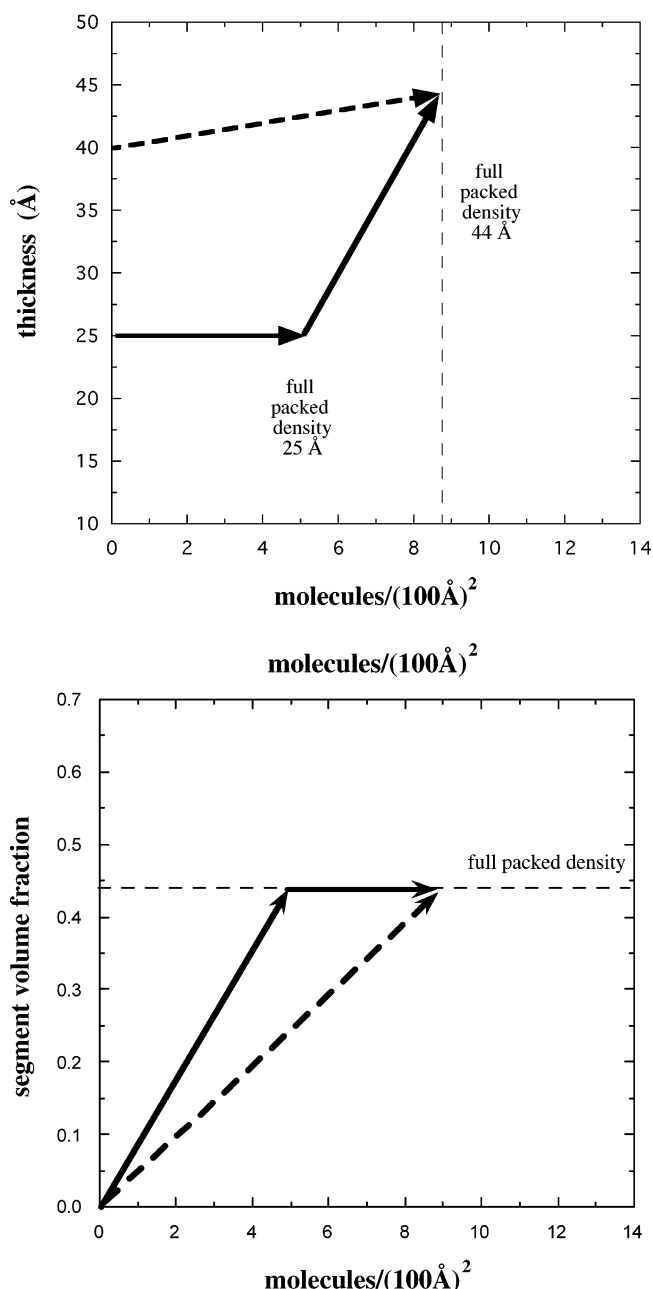 50
45
40
35
30
25
20
15
10
thickness (Å)
full
packed
density
44 Å
full
packed
density
25 Å
0 2 4 6 8 10 12 14
molecules/(100Å)²
molecules/(100Å)²
0.7
0.6
0.5
0.4
0.3
0.2
0.1
0.0
segment volume fraction
full packed density
0 2 4 6 8 10 12 14
molecules/(100Å)²